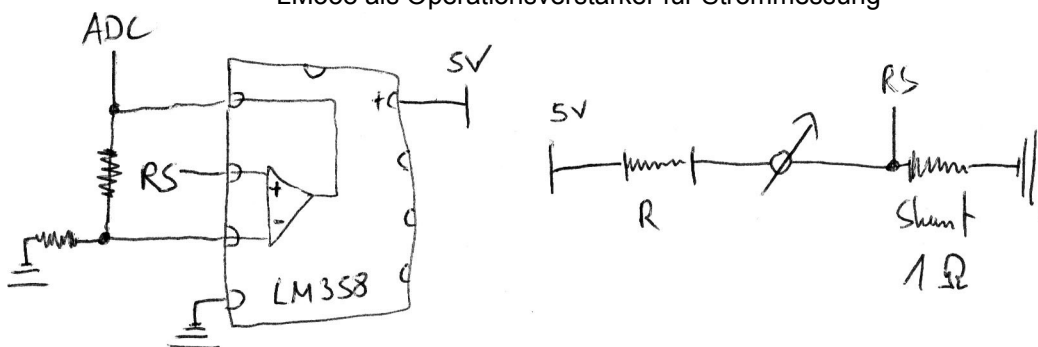 LM358 als Operationsverstärker für Strommessung
ADC
5V
+
RS
+
-
LM358
5V
R
RS
Shunt
1 Ω